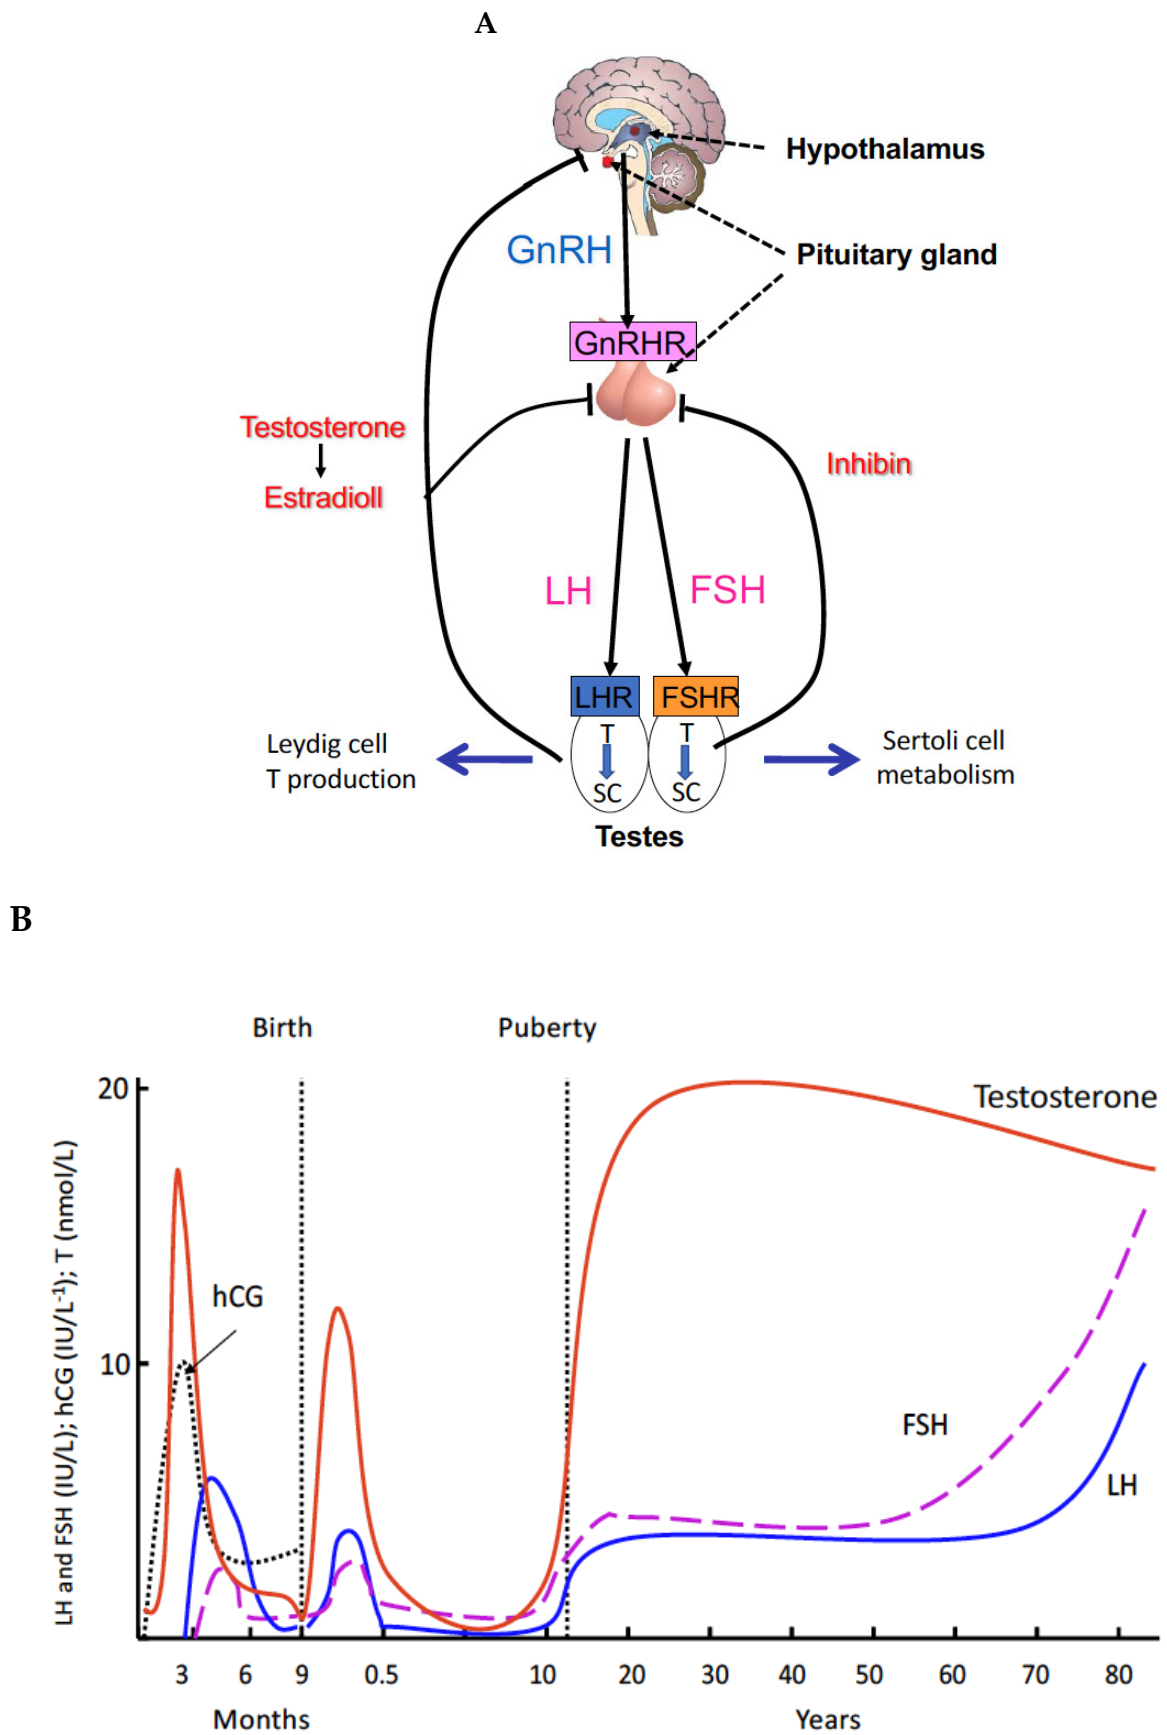 A
Hypothalamus
GnRH
Pituitary gland
GnRHR
Testosterone
Estradioll
Inhibin
LH
FSH
LHR
FSHR
T
T
SC
SC
Leydig cell
T production
Sertoli cell
metabolism
Testes
B
Birth
Puberty
LH and FSH (IU/L); hCG (IU/L⁻¹); T (nmol/L)
20
10
Testosterone
hCG
FSH
LH
3 6 9 0.5 10 20 30 40 50 60 70 80
Months Years